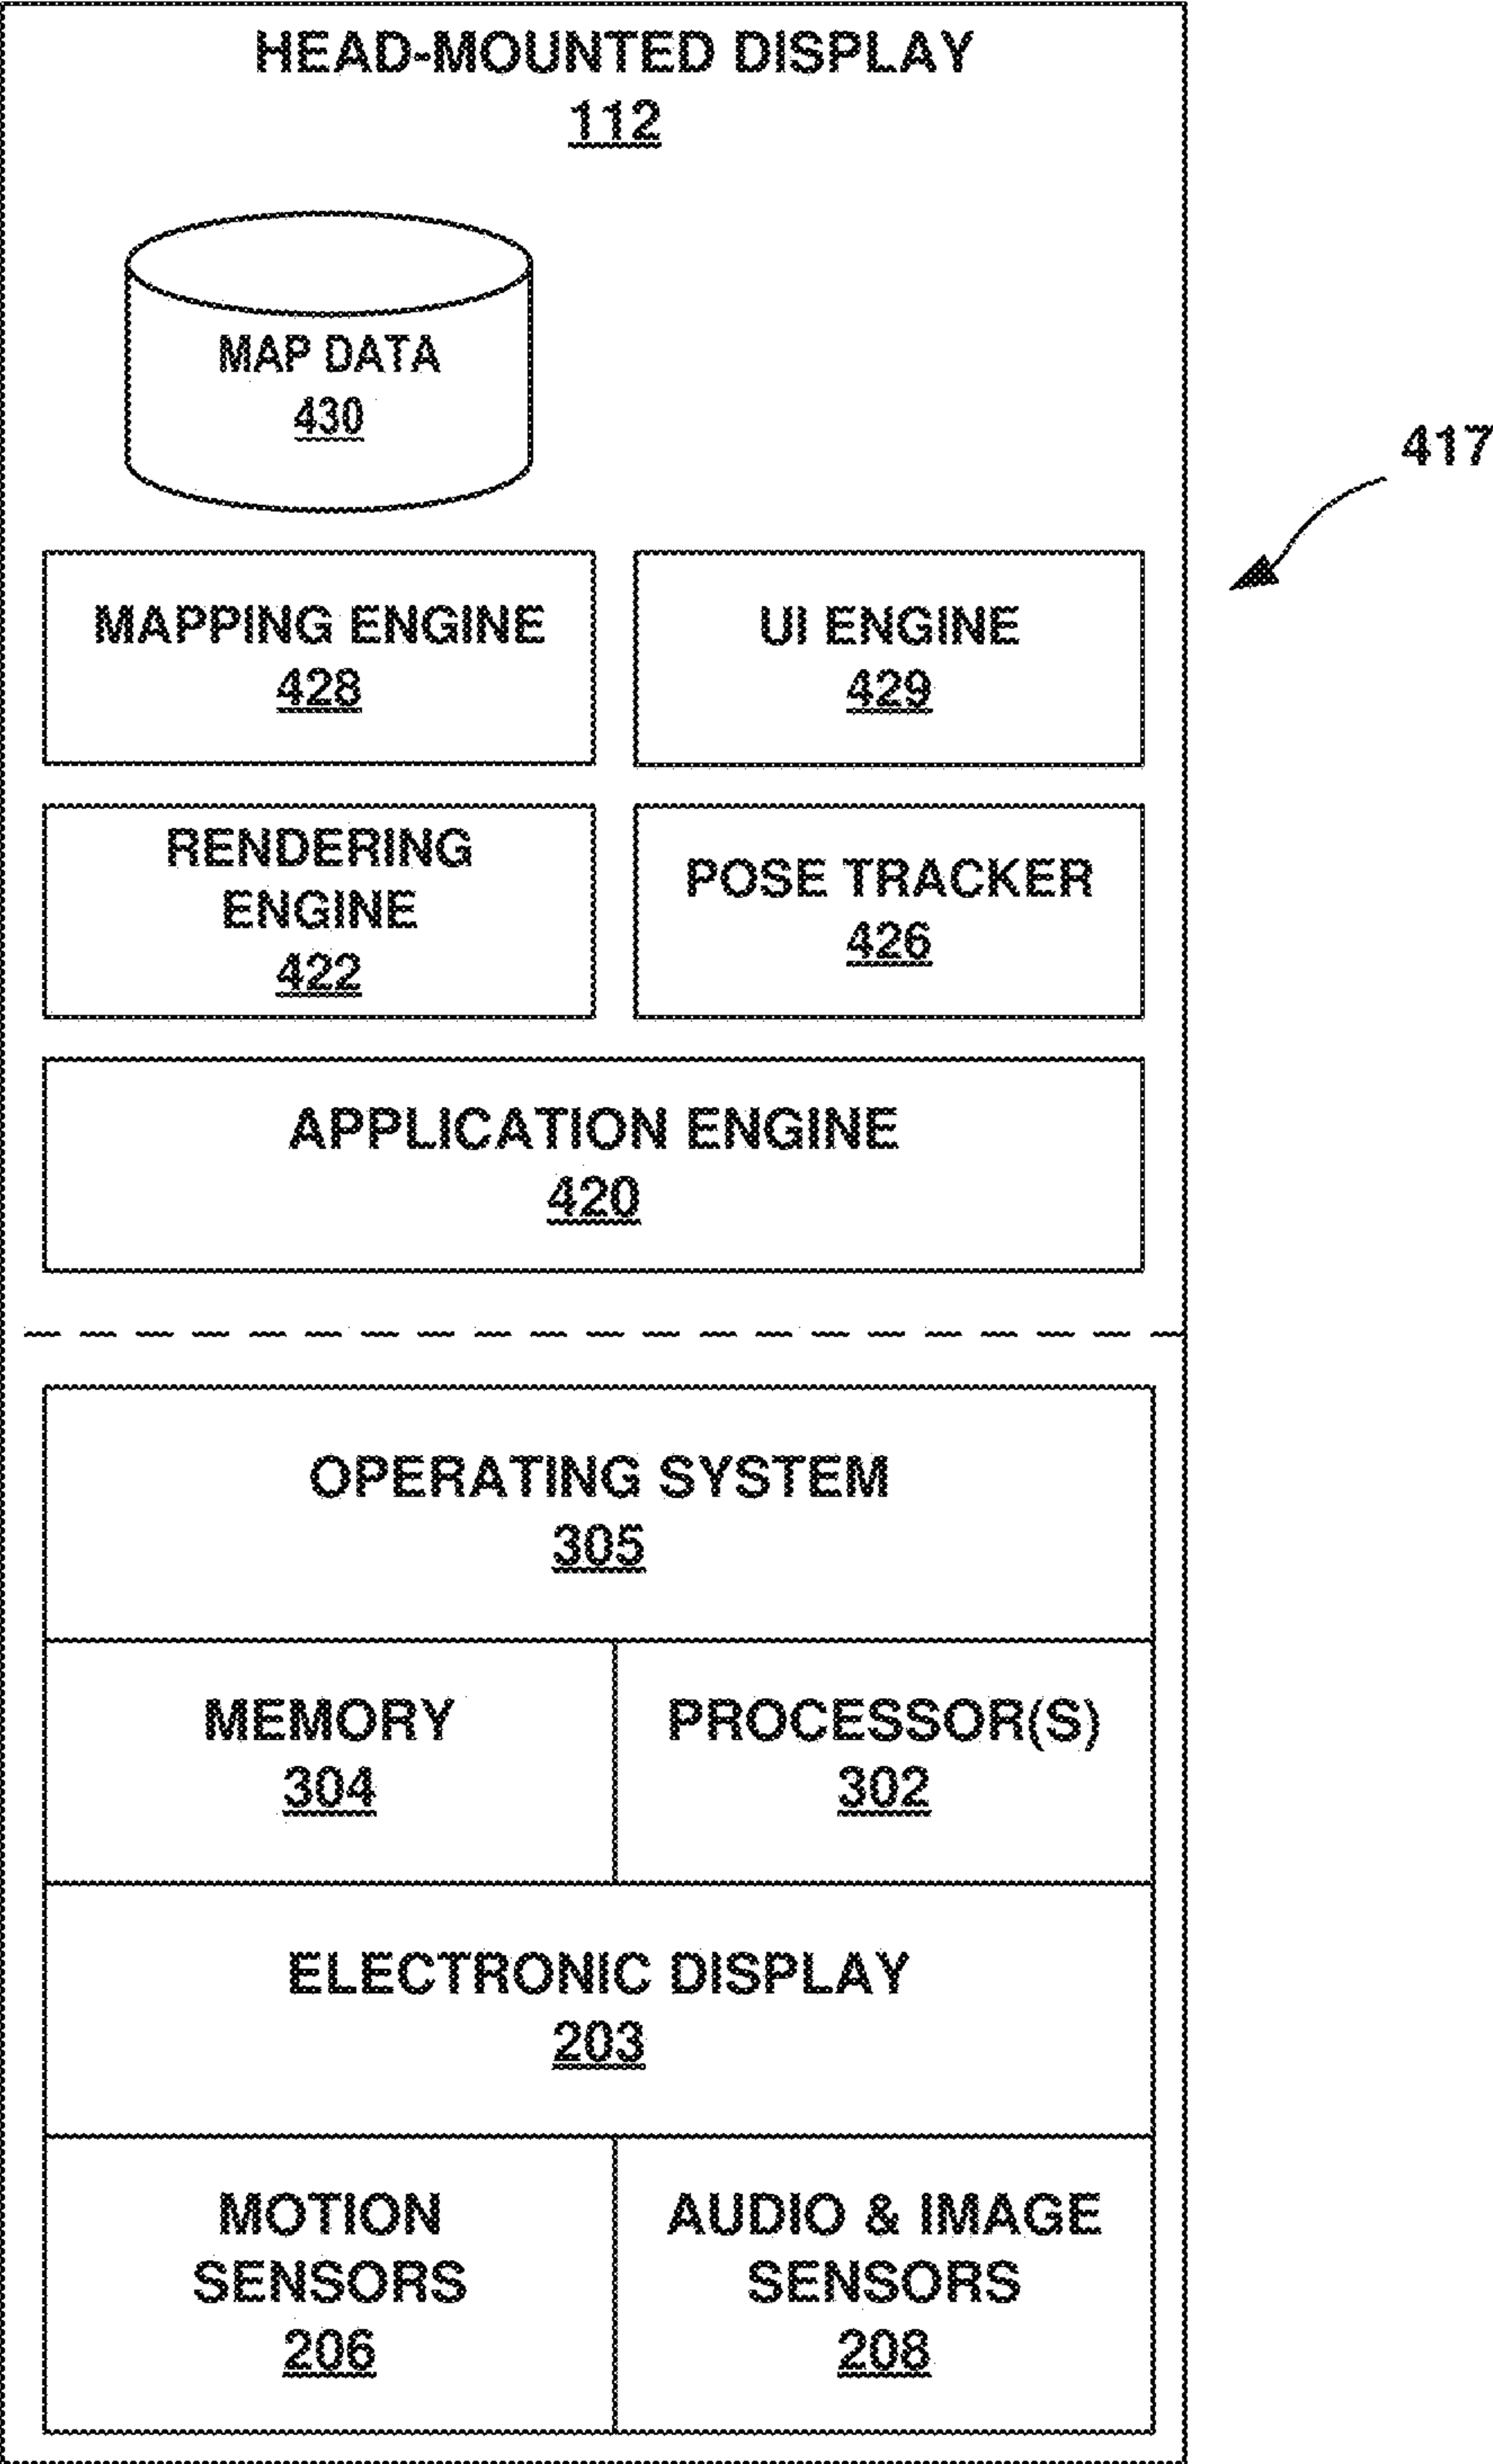 HEAD-MOUNTED DISPLAY
112
MAP DATA
430
417
MAPPING ENGINE
428
UI ENGINE
429
RENDERING
ENGINE
422
POSE TRACKER
426
APPLICATION ENGINE
420
OPERATING SYSTEM
305
MEMORY
304
PROCESSOR(S)
302
ELECTRONIC DISPLAY
203
MOTION
SENSORS
206
AUDIO & IMAGE
SENSORS
208